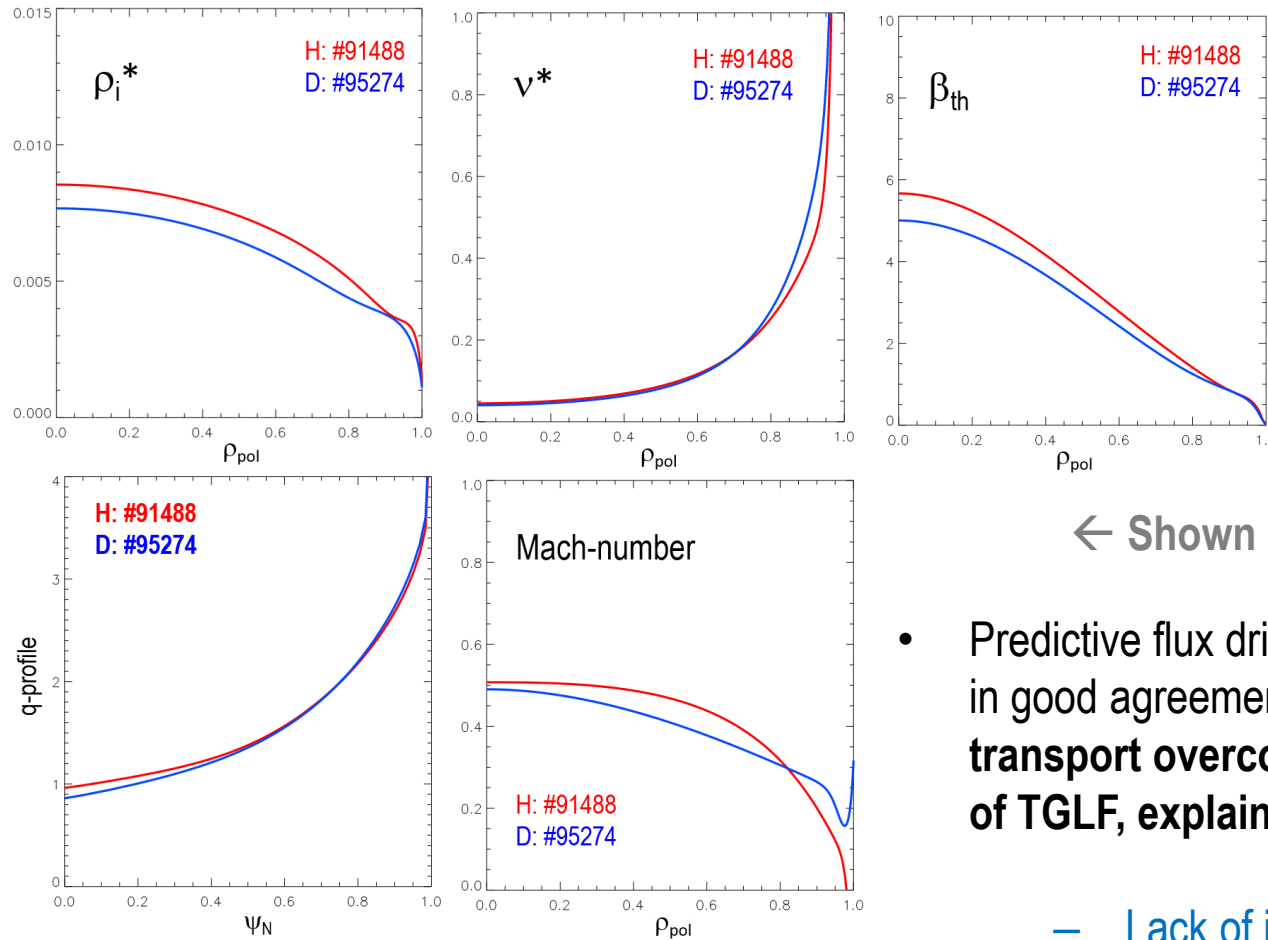 0.015
0.010
0.005
0.000
ρi*
H: #91488
D: #95274
0.0 0.2 0.4 0.6 0.8 1.0
ρpol
1.0
0.8
0.6
0.4
0.2
0.0
ν*
H: #91488
D: #95274
0.0 0.2 0.4 0.6 0.8 1.0
ρpol
10
8
6
4
2
0
βth
H: #91488
D: #95274
0.0 0.2 0.4 0.6 0.8
ρpol
4
3
2
1
0
q-profile
H: #91488
D: #95274
0.0 0.2 0.4 0.6 0.8 1.0
ψN
1.0
0.8
0.6
0.4
0.2
0.0
Mach-number
H: #91488
D: #95274
0.0 0.2 0.4 0.6 0.8 1.0
ρpol
← Shown
• Predictive flux dri
in good agreemen
transport overco
of TGLF, explain
– Lack of i